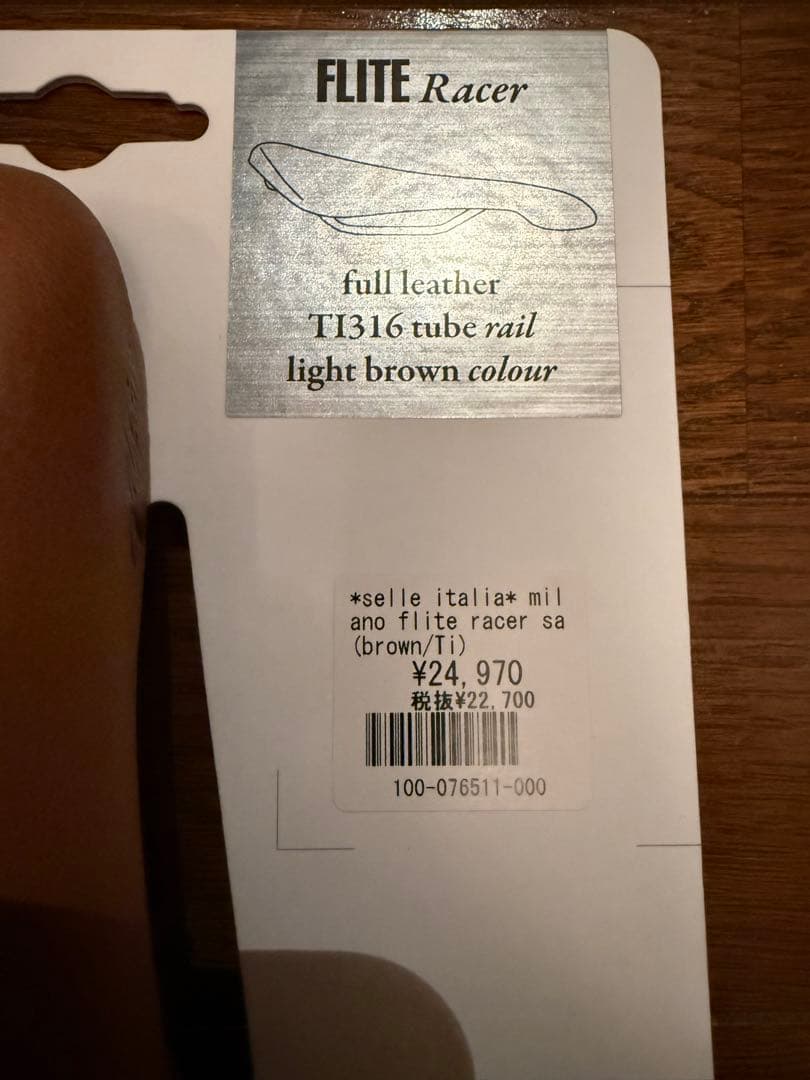 FLITE Racer
full leather
TI316 tube rail
light brown colour
*selle italia* mil
ano flite racer sa
(brown/Ti)
¥24,970
税抜¥22,700
100-076511-000